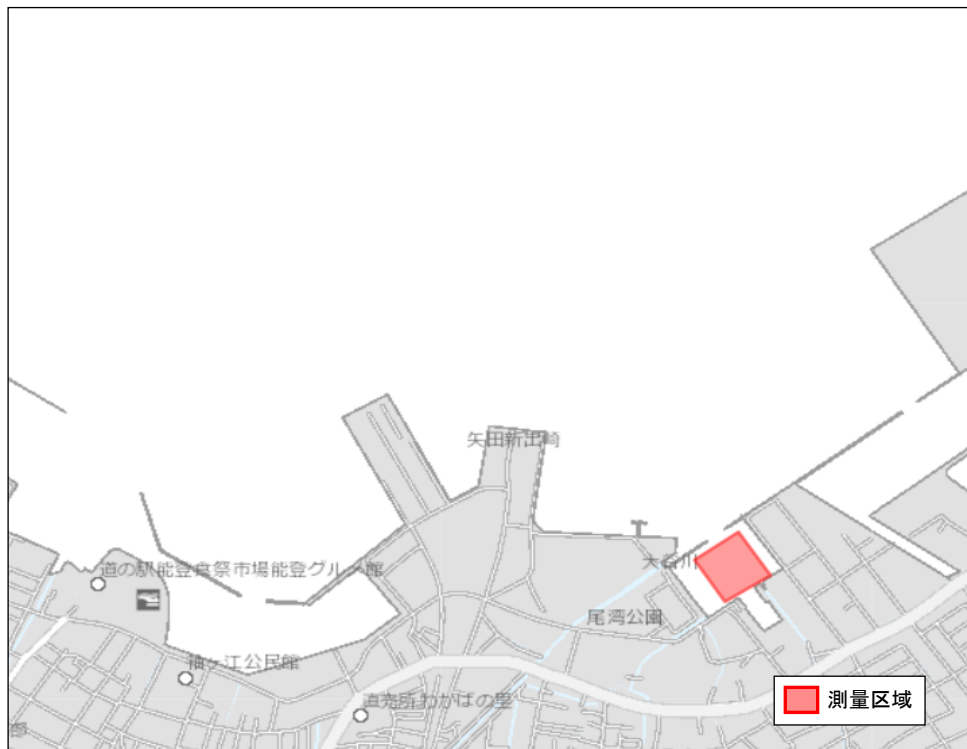 矢田新出崎
大谷川
道の駅能登食祭市場能登グルメ館
尾湾公園
袖ヶ江公民館
直売所わかばの里
測量区域